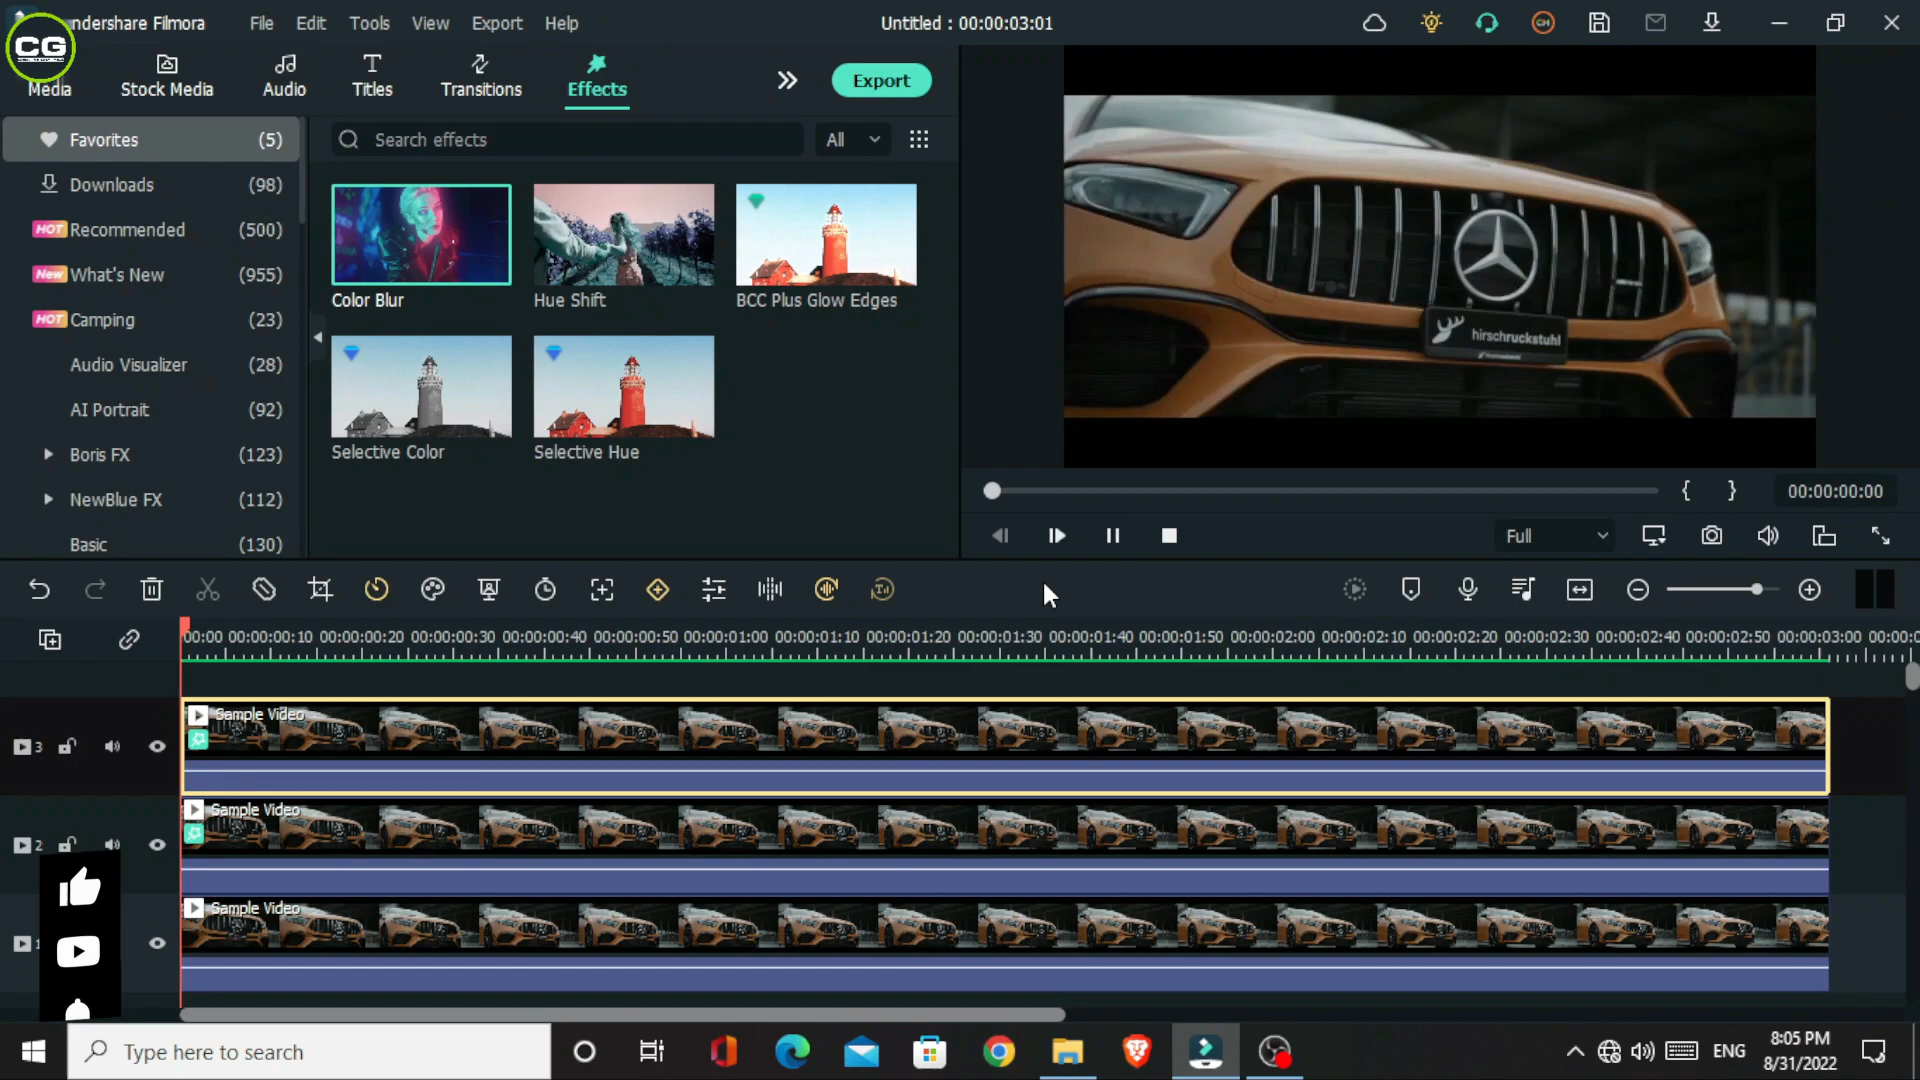 CG
ndershare Filmora
File
Edit
Tools
View
Export
Help
Untitled : 00:00:03:01
CH
Media
Stock Media
Audio
Titles
Transitions
Effects
Export
Favorites (5)
Search effects
All
Downloads (98)
HOT Recommended (500)
New What's New (955)
HOT Camping (23)
Audio Visualizer (28)
AI Portrait (92)
Boris FX (123)
NewBlue FX (112)
Basic (130)
Color Blur
Hue Shift
BCC Plus Glow Edges
Selective Color
Selective Hue
hirschruckstuhl
{ }
00:00:00:00
Full
00:00 00:00:00:10 00:00:00:20 00:00:00:30 00:00:00:40 00:00:00:50 00:00:01:00 00:00:01:10 00:00:01:20 00:00:01:30 00:00:01:40 00:00:01:50 00:00:02:00 00:00:02:10 00:00:02:20 00:00:02:30 00:00:02:40 00:00:02:50 00:00:03:00 00:00:0
3
Sample Video
2
Sample Video
1
Sample Video
Type here to search
ENG
8:05 PM
8/31/2022